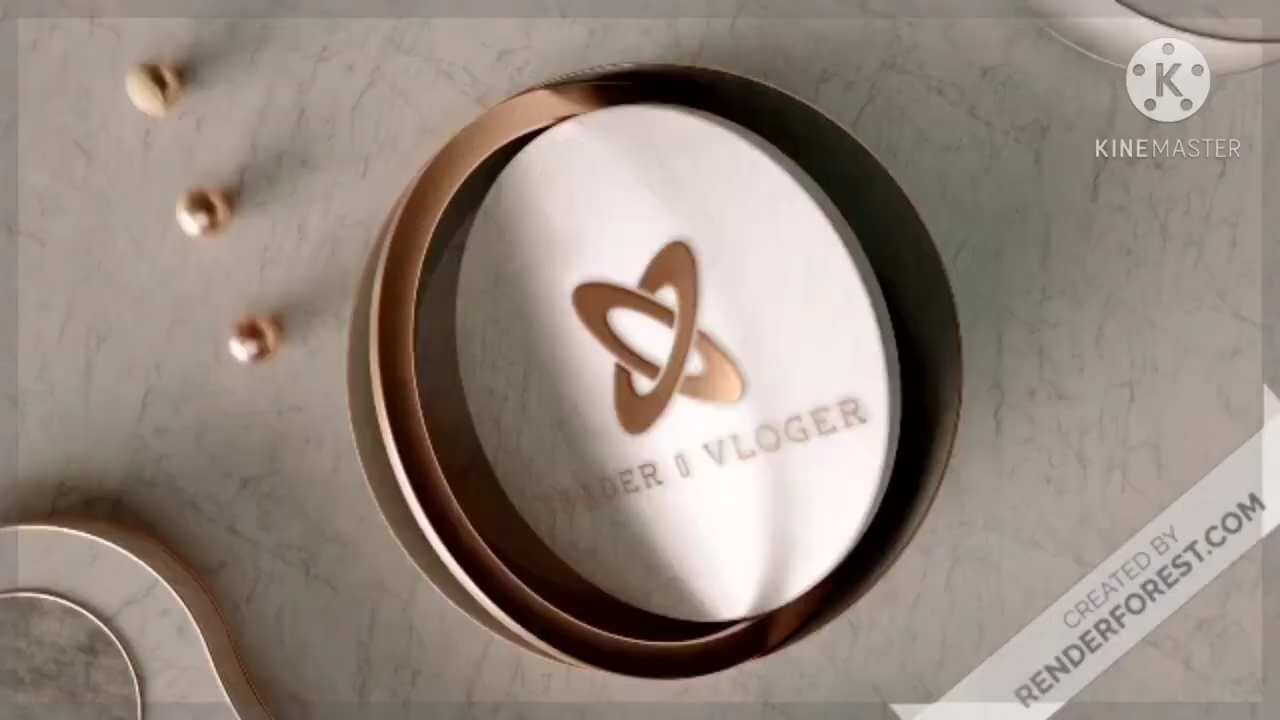 K
KINEMASTER
VLOGER
CREATED BY
RENDERFOREST.COM